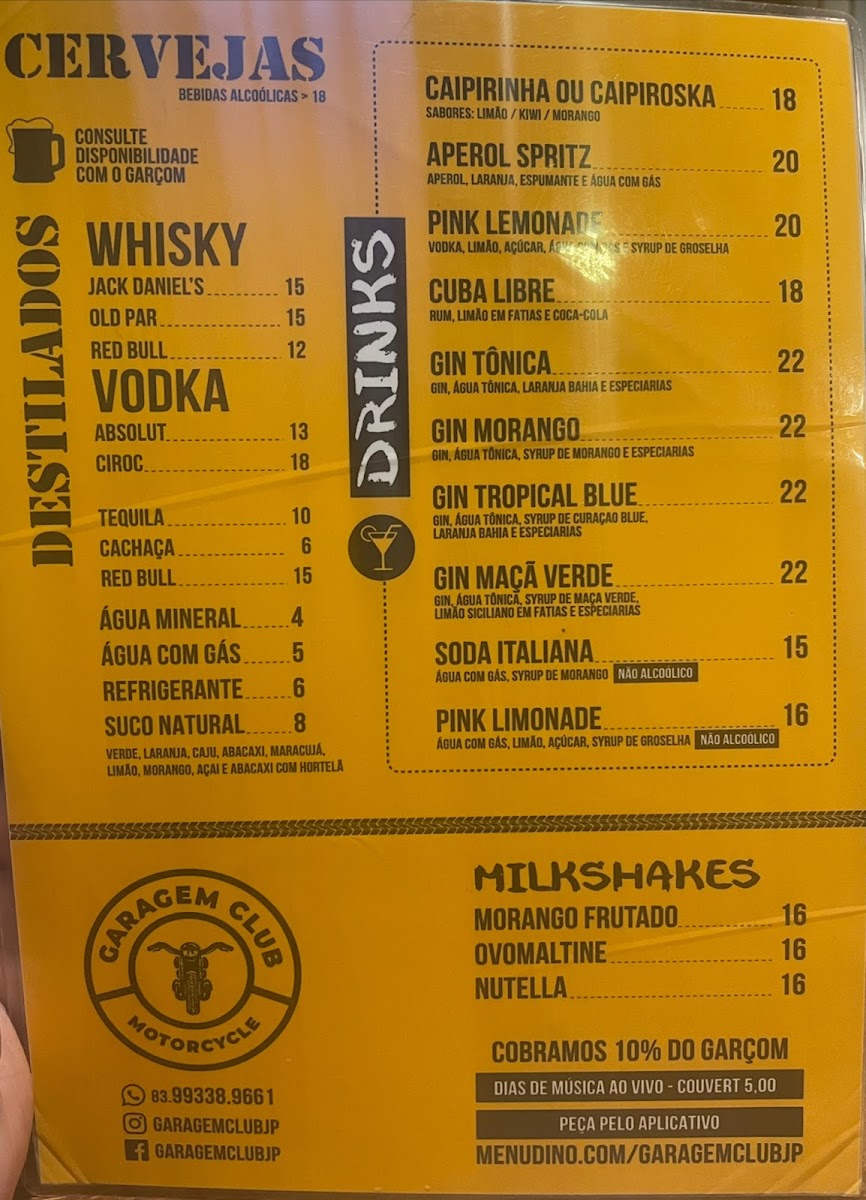 CERVEJAS
BEBIDAS ALCOÓLICAS > 18
CONSULTE
DISPONIBILIDADE
COM O GARÇOM
DESTILADOS
WHISKY
JACK DANIEL'S 15
OLD PAR 15
RED BULL 12
VODKA
ABSOLUT 13
CIROC 18
TEQUILA 10
CACHAÇA 6
RED BULL 15
ÁGUA MINERAL 4
ÁGUA COM GÁS 5
REFRIGERANTE 6
SUCO NATURAL 8
VERDE, LARANJA, CAJU, ABACAXI, MARACUJÁ,
LIMÃO, MORANGO, AÇAI E ABACAXI COM HORTELÃ
DRINKS
CAIPIRINHA OU CAIPIROSKA 18
SABORES: LIMÃO / KIWI / MORANGO
APEROL SPRITZ 20
APEROL, LARANJA, ESPUMANTE E ÁGUA COM GÁS
PINK LEMONADE 20
VODKA, LIMÃO, AÇÚCAR, E SYRUP DE GROSELHA
CUBA LIBRE 18
RUM, LIMÃO EM FATIAS E COCA-COLA
GIN TÔNICA 22
GIN, ÁGUA TÔNICA, LARANJA BAHIA E ESPECIARIAS
GIN MORANGO 22
GIN, ÁGUA TÔNICA, SYRUP DE MORANGO E ESPECIARIAS
GIN TROPICAL BLUE 22
GIN, ÁGUA TÔNICA, SYRUP DE CURAÇAO BLUE,
LARANJA BAHIA E ESPECIARIAS
GIN MAÇÃ VERDE 22
GIN, ÁGUA TÔNICA, SYRUP DE MAÇA VERDE,
LIMÃO SICILIANO EM FATIAS E ESPECIARIAS
SODA ITALIANA 15
ÁGUA COM GÁS, SYRUP DE MORANGO NÃO ALCOÓLICO
PINK LIMONADE 16
ÁGUA COM GÁS, LIMÃO, AÇÚCAR, SYRUP DE GROSELHA NÃO ALCOÓLICO
GARAGEM CLUB
MOTORCYCLE
83.99338.9661
GARAGEMCLUBJP
GARAGEMCLUBJP
MILKSHAKES
MORANGO FRUTADO 16
OVOMALTINE 16
NUTELLA 16
COBRAMOS 10% DO GARÇOM
DIAS DE MÚSICA AO VIVO - COUVERT 5,00
PEÇA PELO APLICATIVO
MENUDINO.COM/GARAGEMCLUBJP